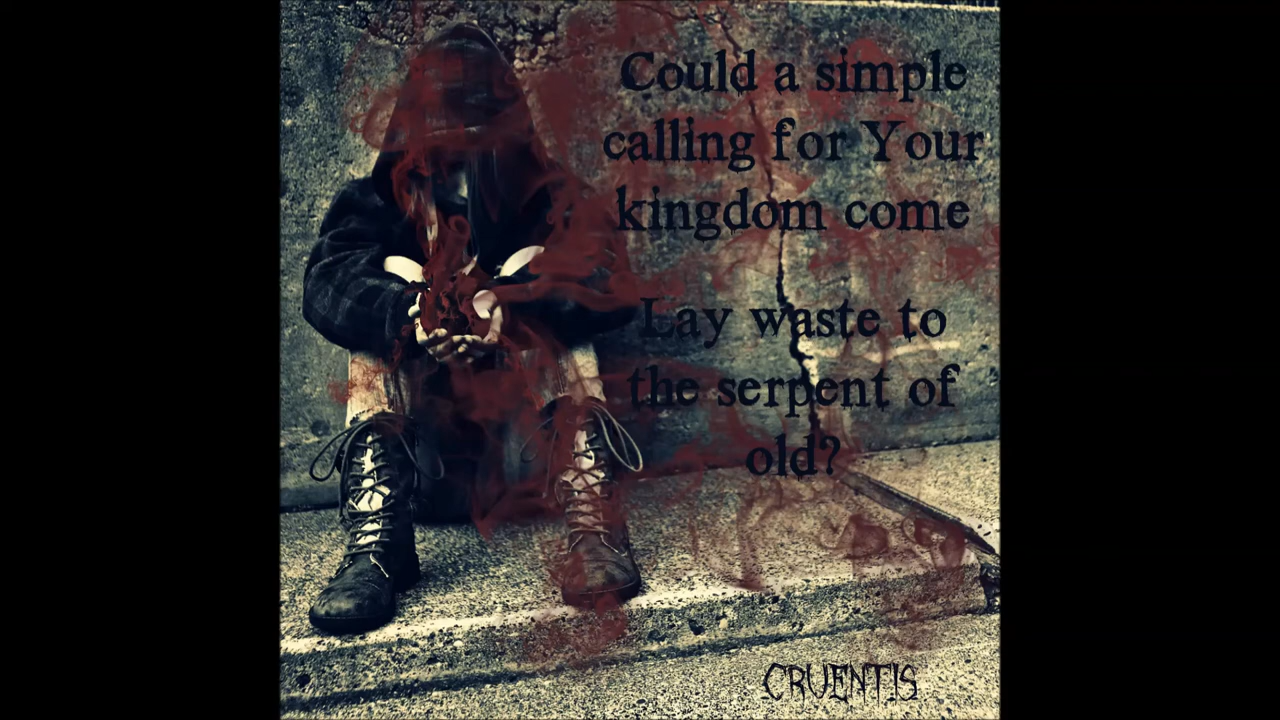 Could a simple
calling for Your
kingdom come
Lay waste to
the serpent of
old?
CRUENTIS